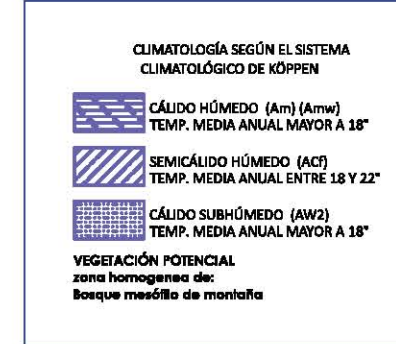 CLIMATOLOGÍA SEGÚN EL SISTEMA
CLIMATOLÓGICO DE KÖPPEN
CÁLIDO HÚMEDO (Am) (Amw)
TEMP. MEDIA ANUAL MAYOR A 18°
SEMICÁLIDO HÚMEDO (ACf)
TEMP. MEDIA ANUAL ENTRE 18 Y 22°
CÁLIDO SUBHÚMEDO (AW2)
TEMP. MEDIA ANUAL MAYOR A 18°
VEGETACIÓN POTENCIAL
zona homogenea de:
Bosque mesófilo de montaña